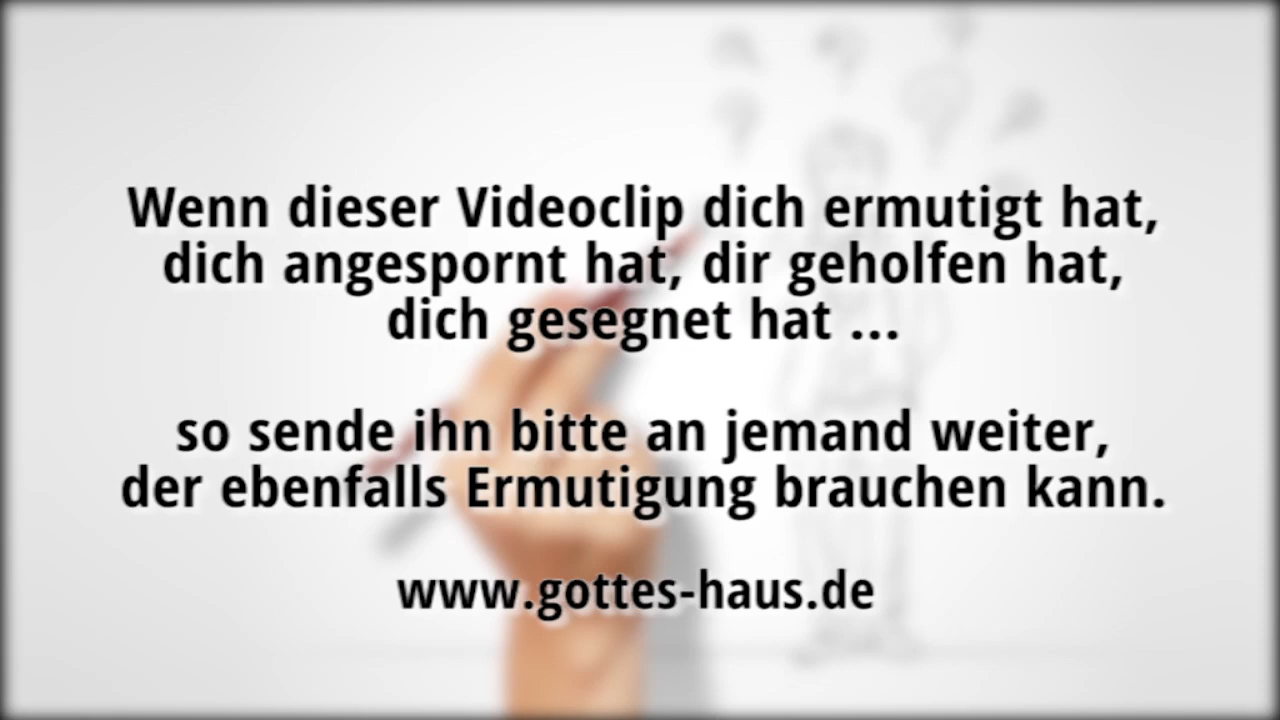 Wenn dieser Videoclip dich ermutigt hat,
dich angespornt hat, dir geholfen hat,
dich gesegnet hat ...
so sende ihn bitte an jemand weiter,
der ebenfalls Ermutigung brauchen kann.
www.gottes-haus.de